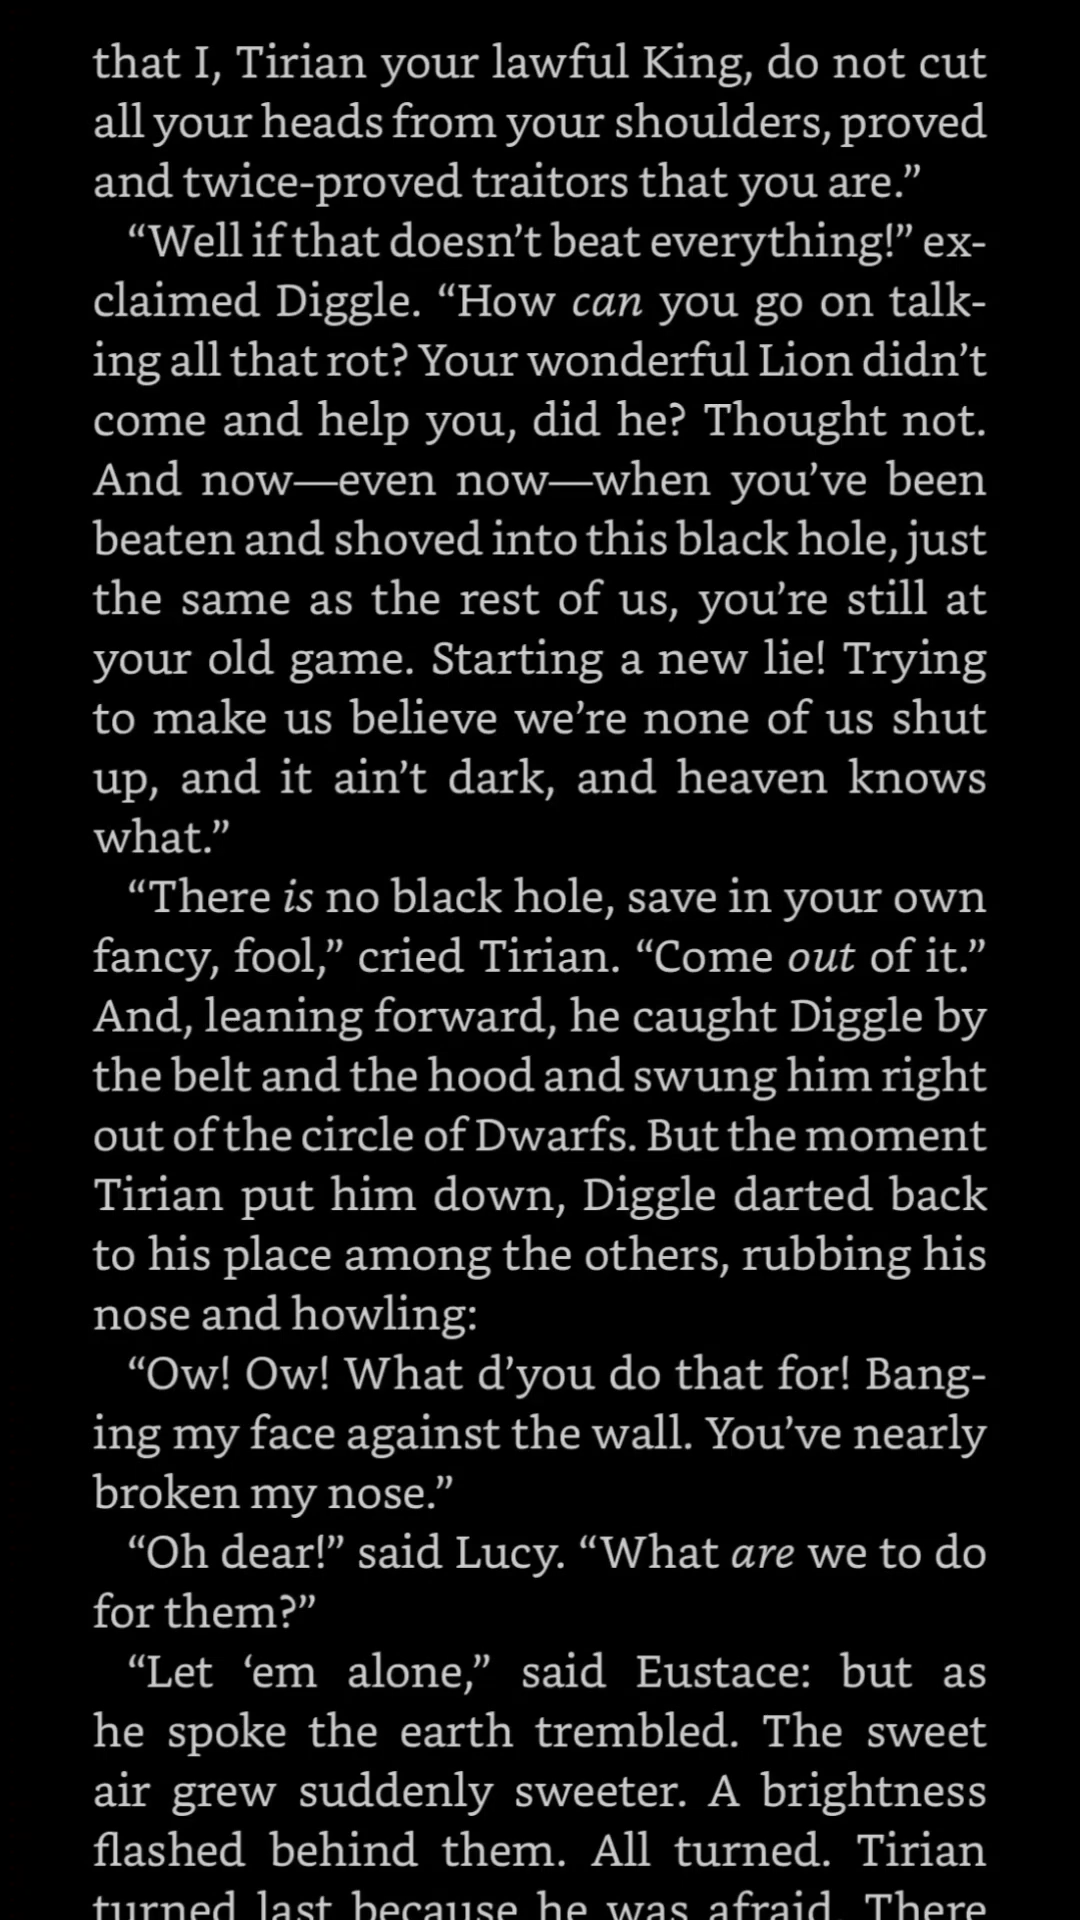 that I, Tirian your lawful King, do not cut
all your heads from your shoulders, proved
and twice-proved traitors that you are.”
“Well if that doesn’t beat everything!” ex-
claimed Diggle. “How can you go on talk-
ing all that rot? Your wonderful Lion didn’t
come and help you, did he? Thought not.
And now—even now—when you’ve been
beaten and shoved into this black hole, just
the same as the rest of us, you’re still at
your old game. Starting a new lie! Trying
to make us believe we’re none of us shut
up, and it ain’t dark, and heaven knows
what.”
“There is no black hole, save in your own
fancy, fool,” cried Tirian. “Come out of it.”
And, leaning forward, he caught Diggle by
the belt and the hood and swung him right
out of the circle of Dwarfs. But the moment
Tirian put him down, Diggle darted back
to his place among the others, rubbing his
nose and howling:
“Ow! Ow! What d’you do that for! Bang-
ing my face against the wall. You’ve nearly
broken my nose.”
“Oh dear!” said Lucy. “What are we to do
for them?”
“Let ‘em alone,” said Eustace: but as
he spoke the earth trembled. The sweet
air grew suddenly sweeter. A brightness
flashed behind them. All turned. Tirian
turned last because he was afraid. There